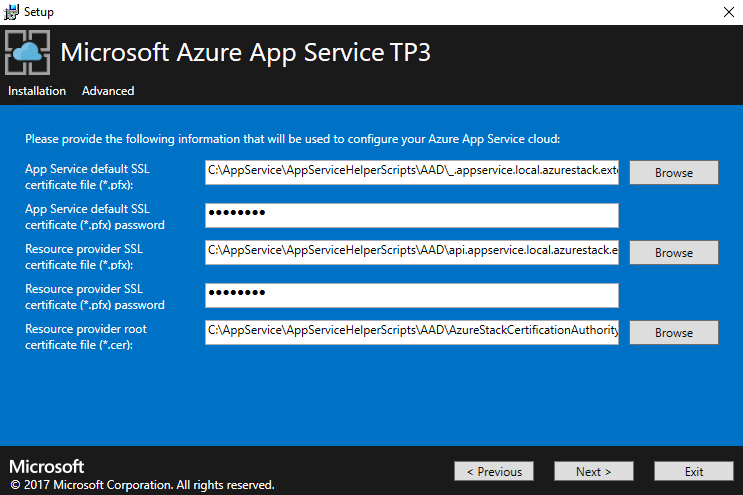 Setup
Microsoft Azure App Service TP3
Installation Advanced
Please provide the following information that will be used to configure your Azure App Service cloud:
App Service default SSL
certificate file (*.pfx):
C:\AppService\AppServiceHelperScripts\AAD\_.appservice.local.azurestack.exte
Browse
App Service default SSL
certificate (*.pfx) password
●●●●●●●●
Resource provider SSL
certificate file (*.pfx):
C:\AppService\AppServiceHelperScripts\AAD\api.appservice.local.azurestack.e
Browse
Resource provider SSL
certificate (*.pfx) password
●●●●●●●●
Resource provider root
certificate file (*.cer):
C:\AppService\AppServiceHelperScripts\AAD\AzureStackCertificationAuthority
Browse
Microsoft
© 2017 Microsoft Corporation. All rights reserved.
< Previous Next > Exit